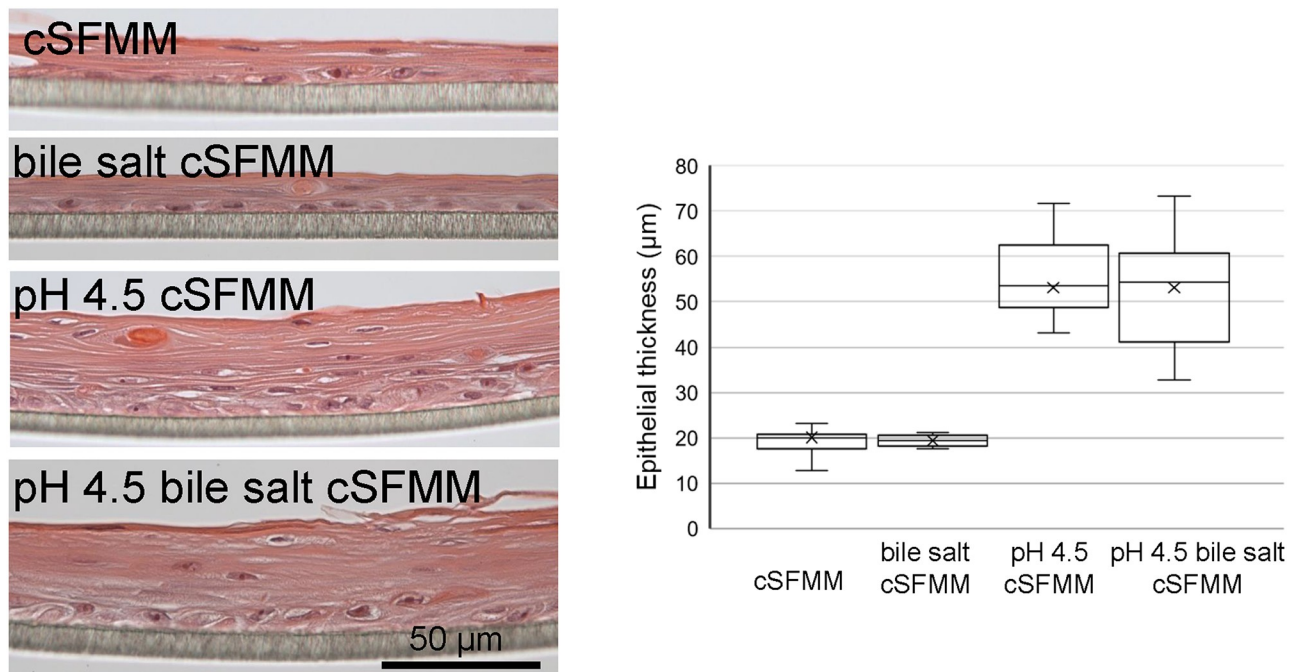 cSFMM
bile salt cSFMM
pH 4.5 cSFMM
pH 4.5 bile salt cSFMM
50 µm
Epithelial thickness (µm)
80
70
60
50
40
30
20
10
0
cSFMM
bile salt
cSFMM
pH 4.5
cSFMM
pH 4.5 bile salt
cSFMM